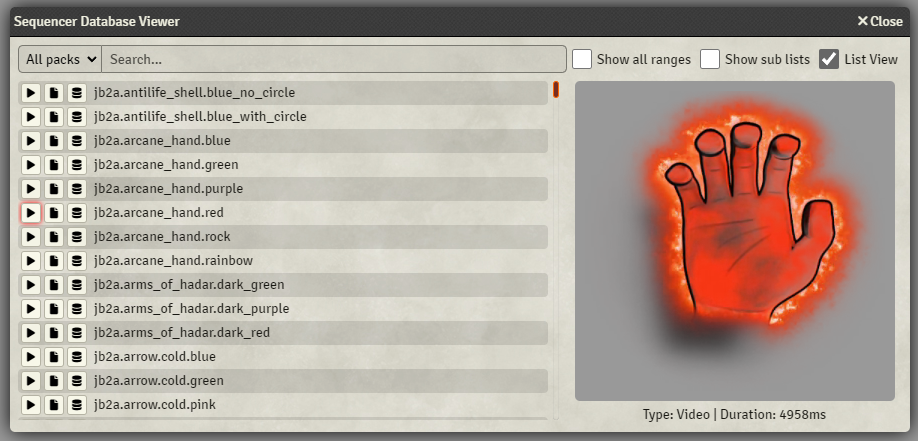 Sequencer Database Viewer
Close
All packs
Search...
Show all ranges
Show sub lists
List View
jb2a.antilife_shell.blue_no_circle
jb2a.antilife_shell.blue_with_circle
jb2a.arcane_hand.blue
jb2a.arcane_hand.green
jb2a.arcane_hand.purple
jb2a.arcane_hand.red
jb2a.arcane_hand.rock
jb2a.arcane_hand.rainbow
jb2a.arms_of_hadar.dark_green
jb2a.arms_of_hadar.dark_purple
jb2a.arms_of_hadar.dark_red
jb2a.arrow.cold.blue
jb2a.arrow.cold.green
jb2a.arrow.cold.pink
Type: Video | Duration: 4958ms